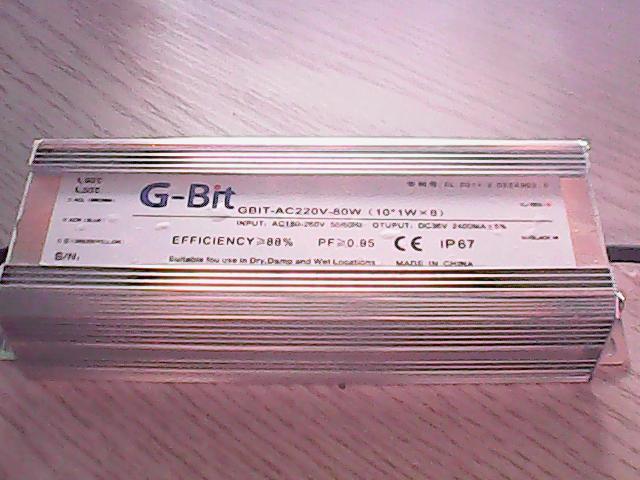 G-Bit
GBIT-AC220V-80W (10*1W×8)
INPUT: AC180-260V 50/60Hz OTUPUT: DC36V 2400MA±5%
EFFICIENCY≥88% PF≥0.95 CE IP67
Suitable fou use in Dry, Damp and Wet Locations MADE IN CHINA
S/N: